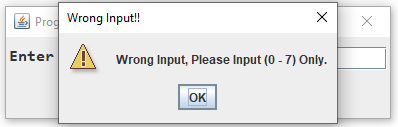 Prog
Wrong Input!!
Enter
Wrong Input, Please Input (0 - 7) Only.
OK